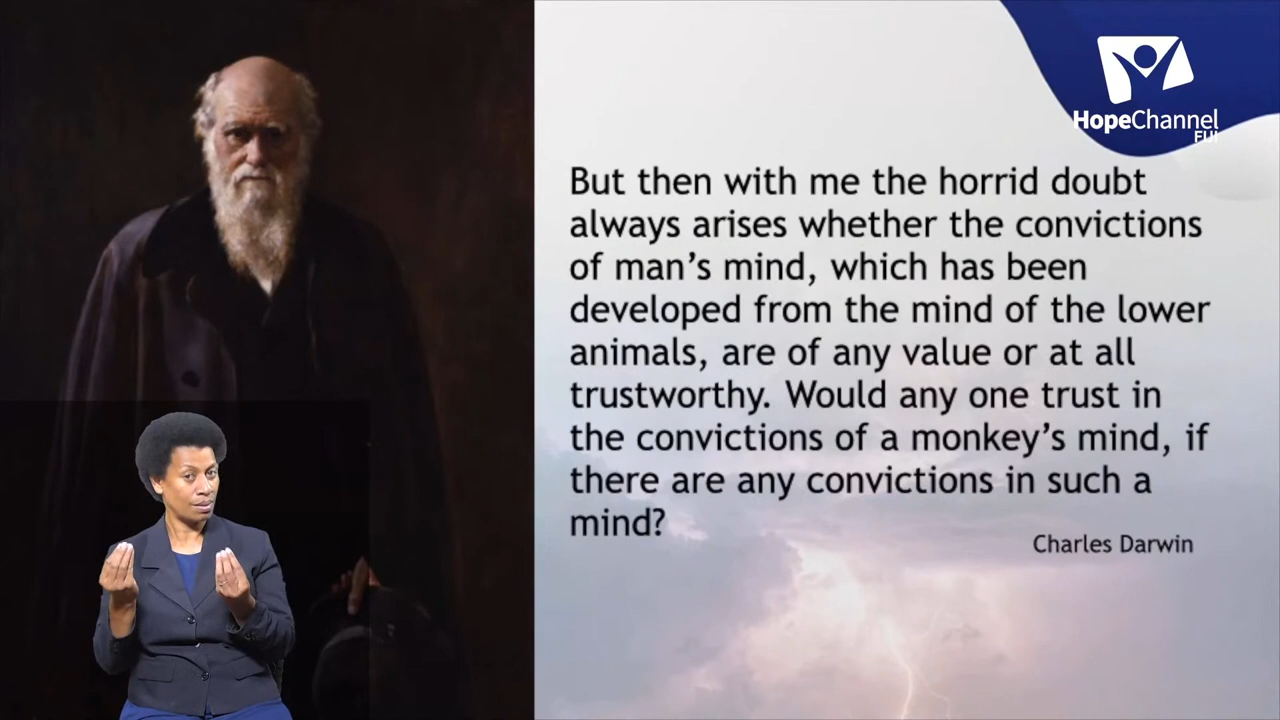 HopeChannel
FIJI
But then with me the horrid doubt
always arises whether the convictions
of man’s mind, which has been
developed from the mind of the lower
animals, are of any value or at all
trustworthy. Would any one trust in
the convictions of a monkey’s mind, if
there are any convictions in such a
mind?
Charles Darwin